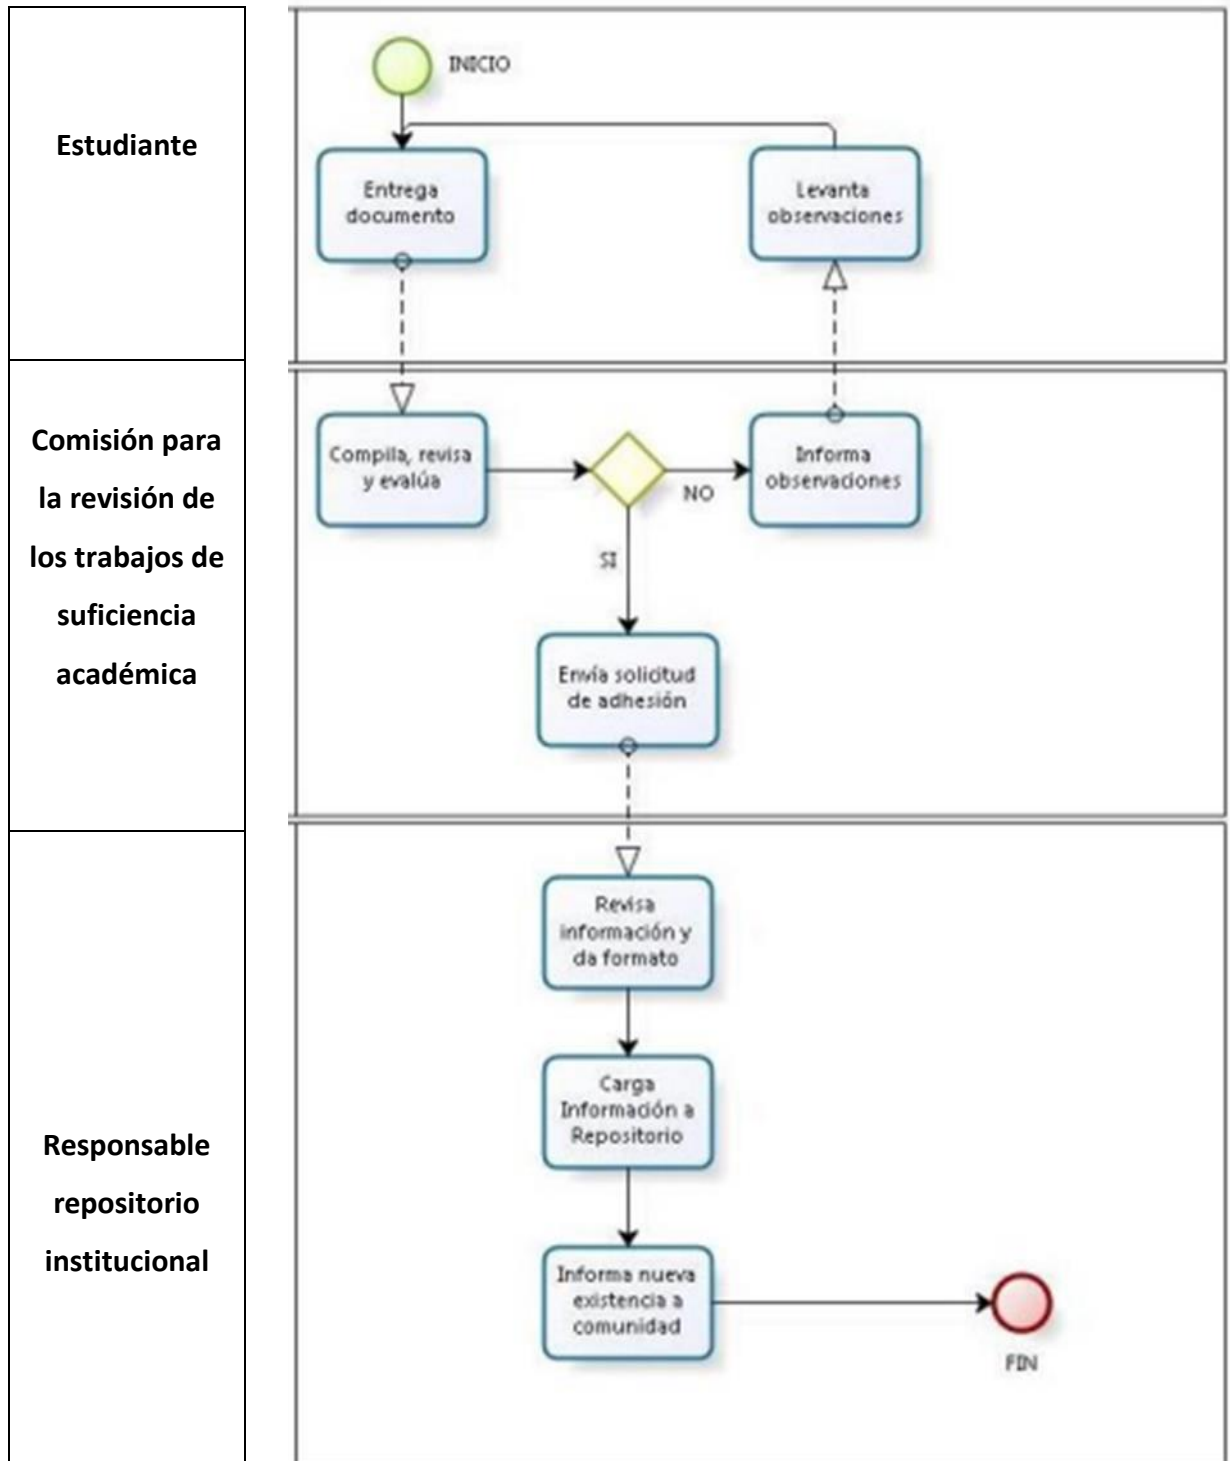 Estudiante
INICIO
Entrega
documento
Levanta
observaciones
Comisión para
la revisión de
los trabajos de
suficiencia
académica
Compila, revisa
y evalúa
NO
Informa
observaciones
SI
Envía solicitud
de adhesión
Responsable
repositorio
institucional
Revisa
información y
da formato
Carga
Información a
Repositorio
Informa nueva
existencia a
comunidad
FIN